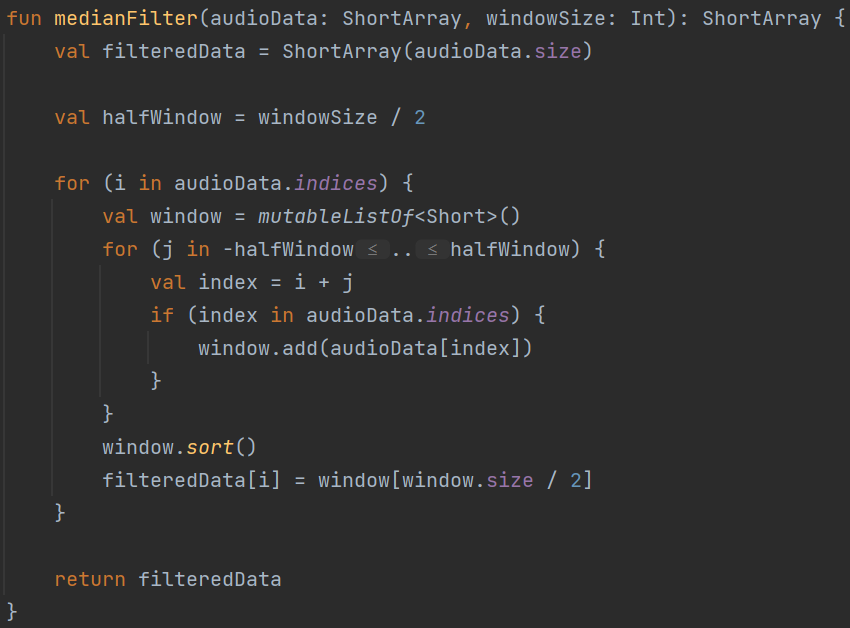 fun medianFilter(audioData: ShortArray, windowSize: Int): ShortArray {
    val filteredData = ShortArray(audioData.size)

    val halfWindow = windowSize / 2

    for (i in audioData.indices) {
        val window = mutableListOf<Short>()
        for (j in -halfWindow ≤ .. ≤ halfWindow) {
            val index = i + j
            if (index in audioData.indices) {
                window.add(audioData[index])
            }
        }
        window.sort()
        filteredData[i] = window[window.size / 2]
    }

    return filteredData
}